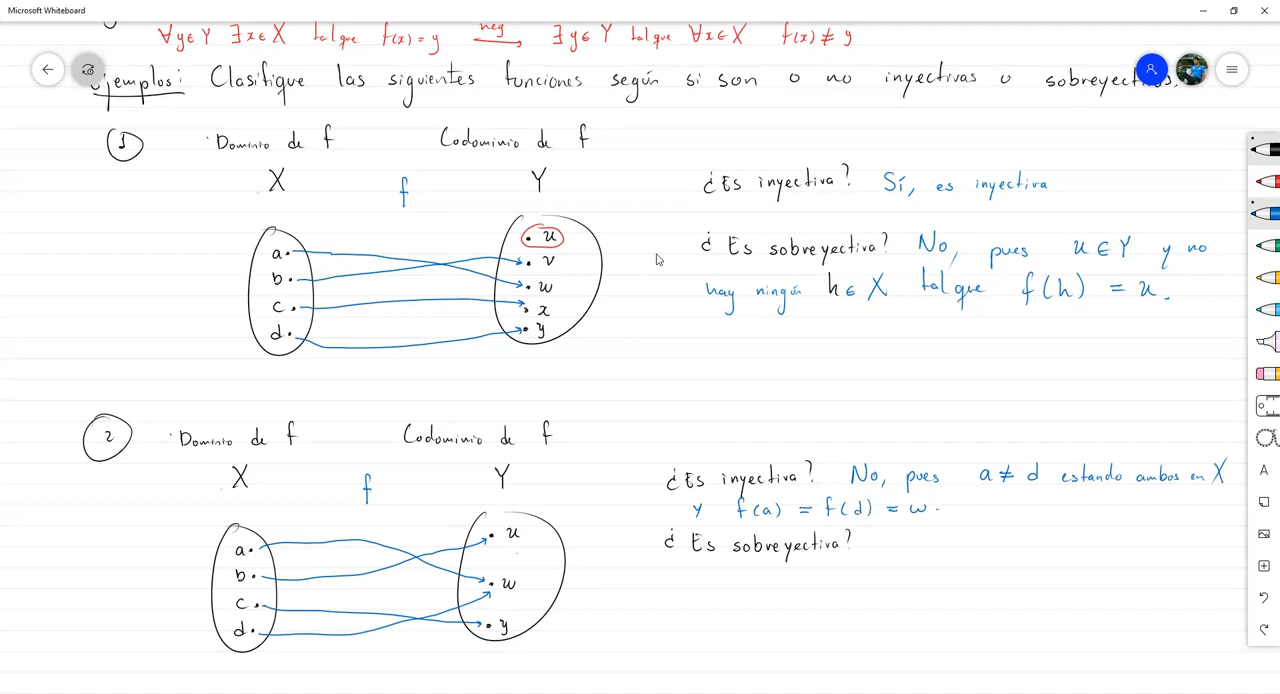 Microsoft Whiteboard
∀y∈Y ∃x∈X tal que f(x) = y neg→ ∃y∈Y tal que ∀x∈X f(x) ≠ y
Ejemplos: Clasifique las siguientes funciones según si son o no inyectivas o sobreyectivas.
1 Dominio de f Codominio de f
X f Y
¿Es inyectiva? Sí, es inyectiva
a b c d
u v w x y
¿Es sobreyectiva? No, pues u ∈ Y y no
hay ningún h ∈ X tal que f(h) = u.
2 Dominio de f Codominio de f
X f Y
¿Es inyectiva? No, pues a ≠ d estando ambos en X
y f(a) = f(d) = w.
¿Es sobreyectiva?
a b c d
u w y
A